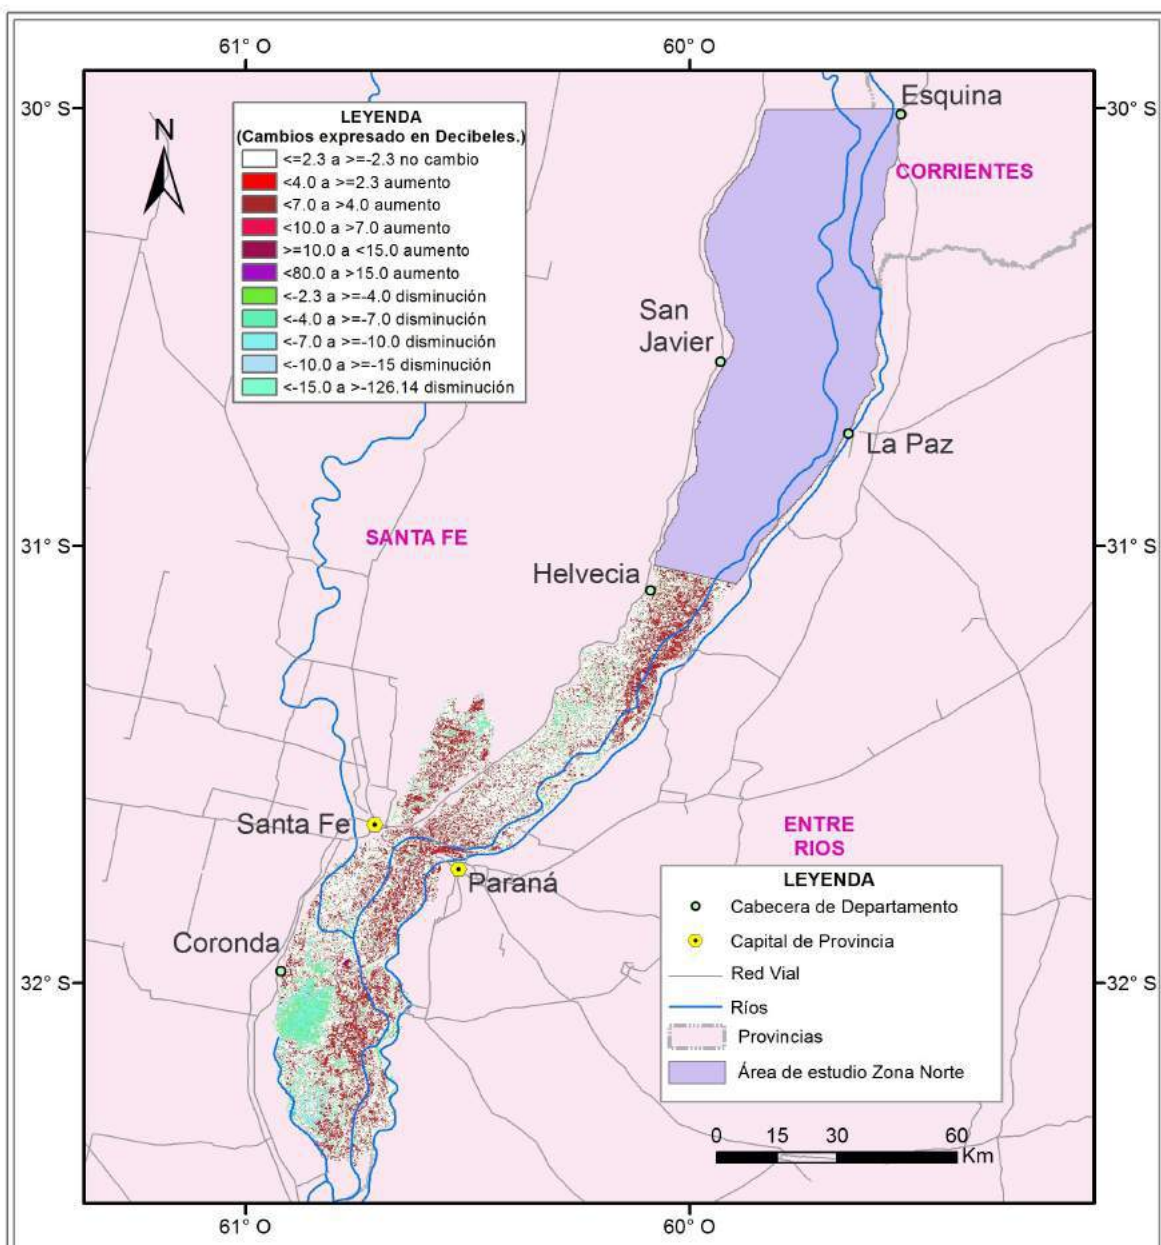 61° O 60° O
30° S 30° S
LEYENDA
(Cambios expresado en Decibeles.)
<=2.3 a >=-2.3 no cambio
<4.0 a >=2.3 aumento
<7.0 a >4.0 aumento
<10.0 a >7.0 aumento
>=10.0 a <15.0 aumento
<80.0 a >15.0 aumento
<-2.3 a >=-4.0 disminución
<-4.0 a >=-7.0 disminución
<-7.0 a >=-10.0 disminución
<-10.0 a >=-15 disminución
<-15.0 a >-126.14 disminución
N
Esquina
CORRIENTES
San
Javier
La Paz
SANTA FE
31° S 31° S
Helvecia
Santa Fe
ENTRE
RIOS
Paraná
Coronda
32° S 32° S
LEYENDA
Cabecera de Departamento
Capital de Provincia
Red Vial
Ríos
Provincias
Área de estudio Zona Norte
0 15 30 60
Km
61° O 60° O